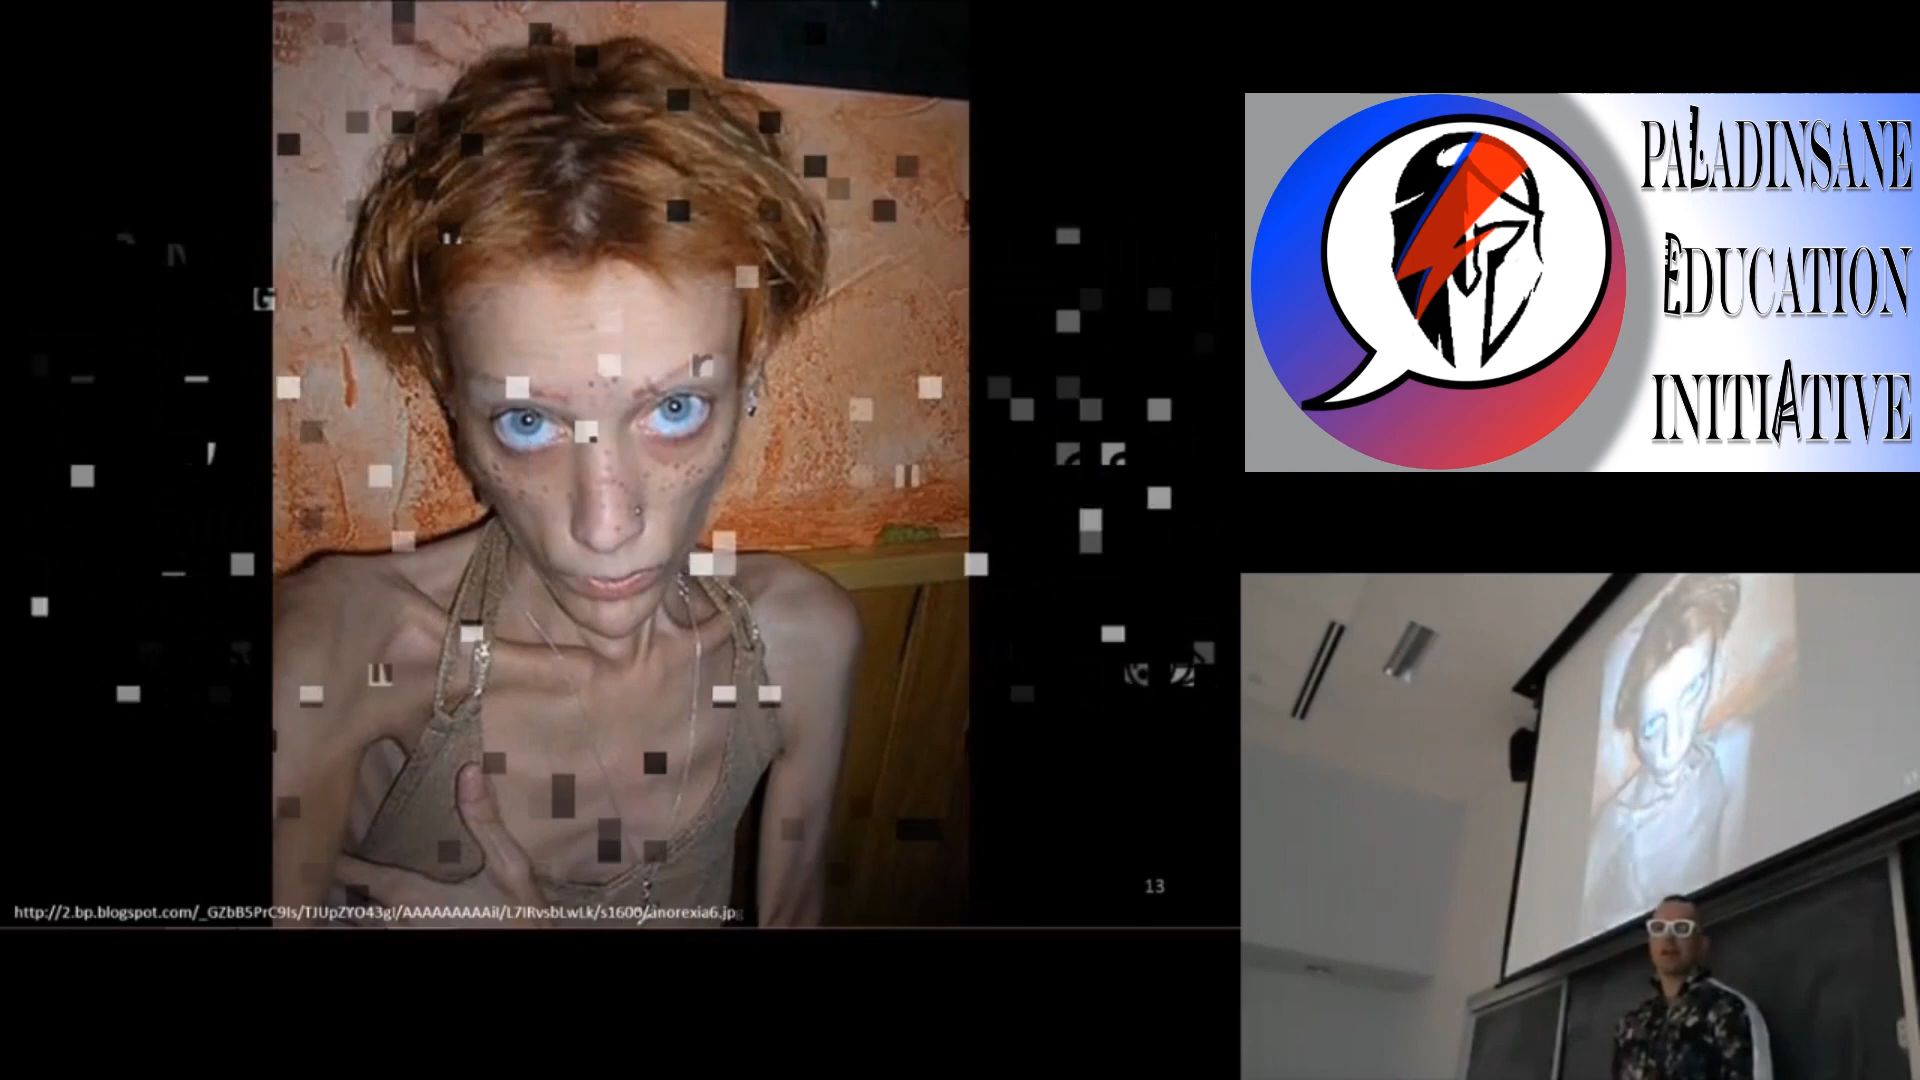 PALADINSANE
EDUCATION
INITIATIVE
13
http://2.bp.blogspot.com/_GZbB5PrC9Is/TJUpZYO43gI/AAAAAAAAAiI/L7IRvsbLwLk/s1600/anorexia6.jpg